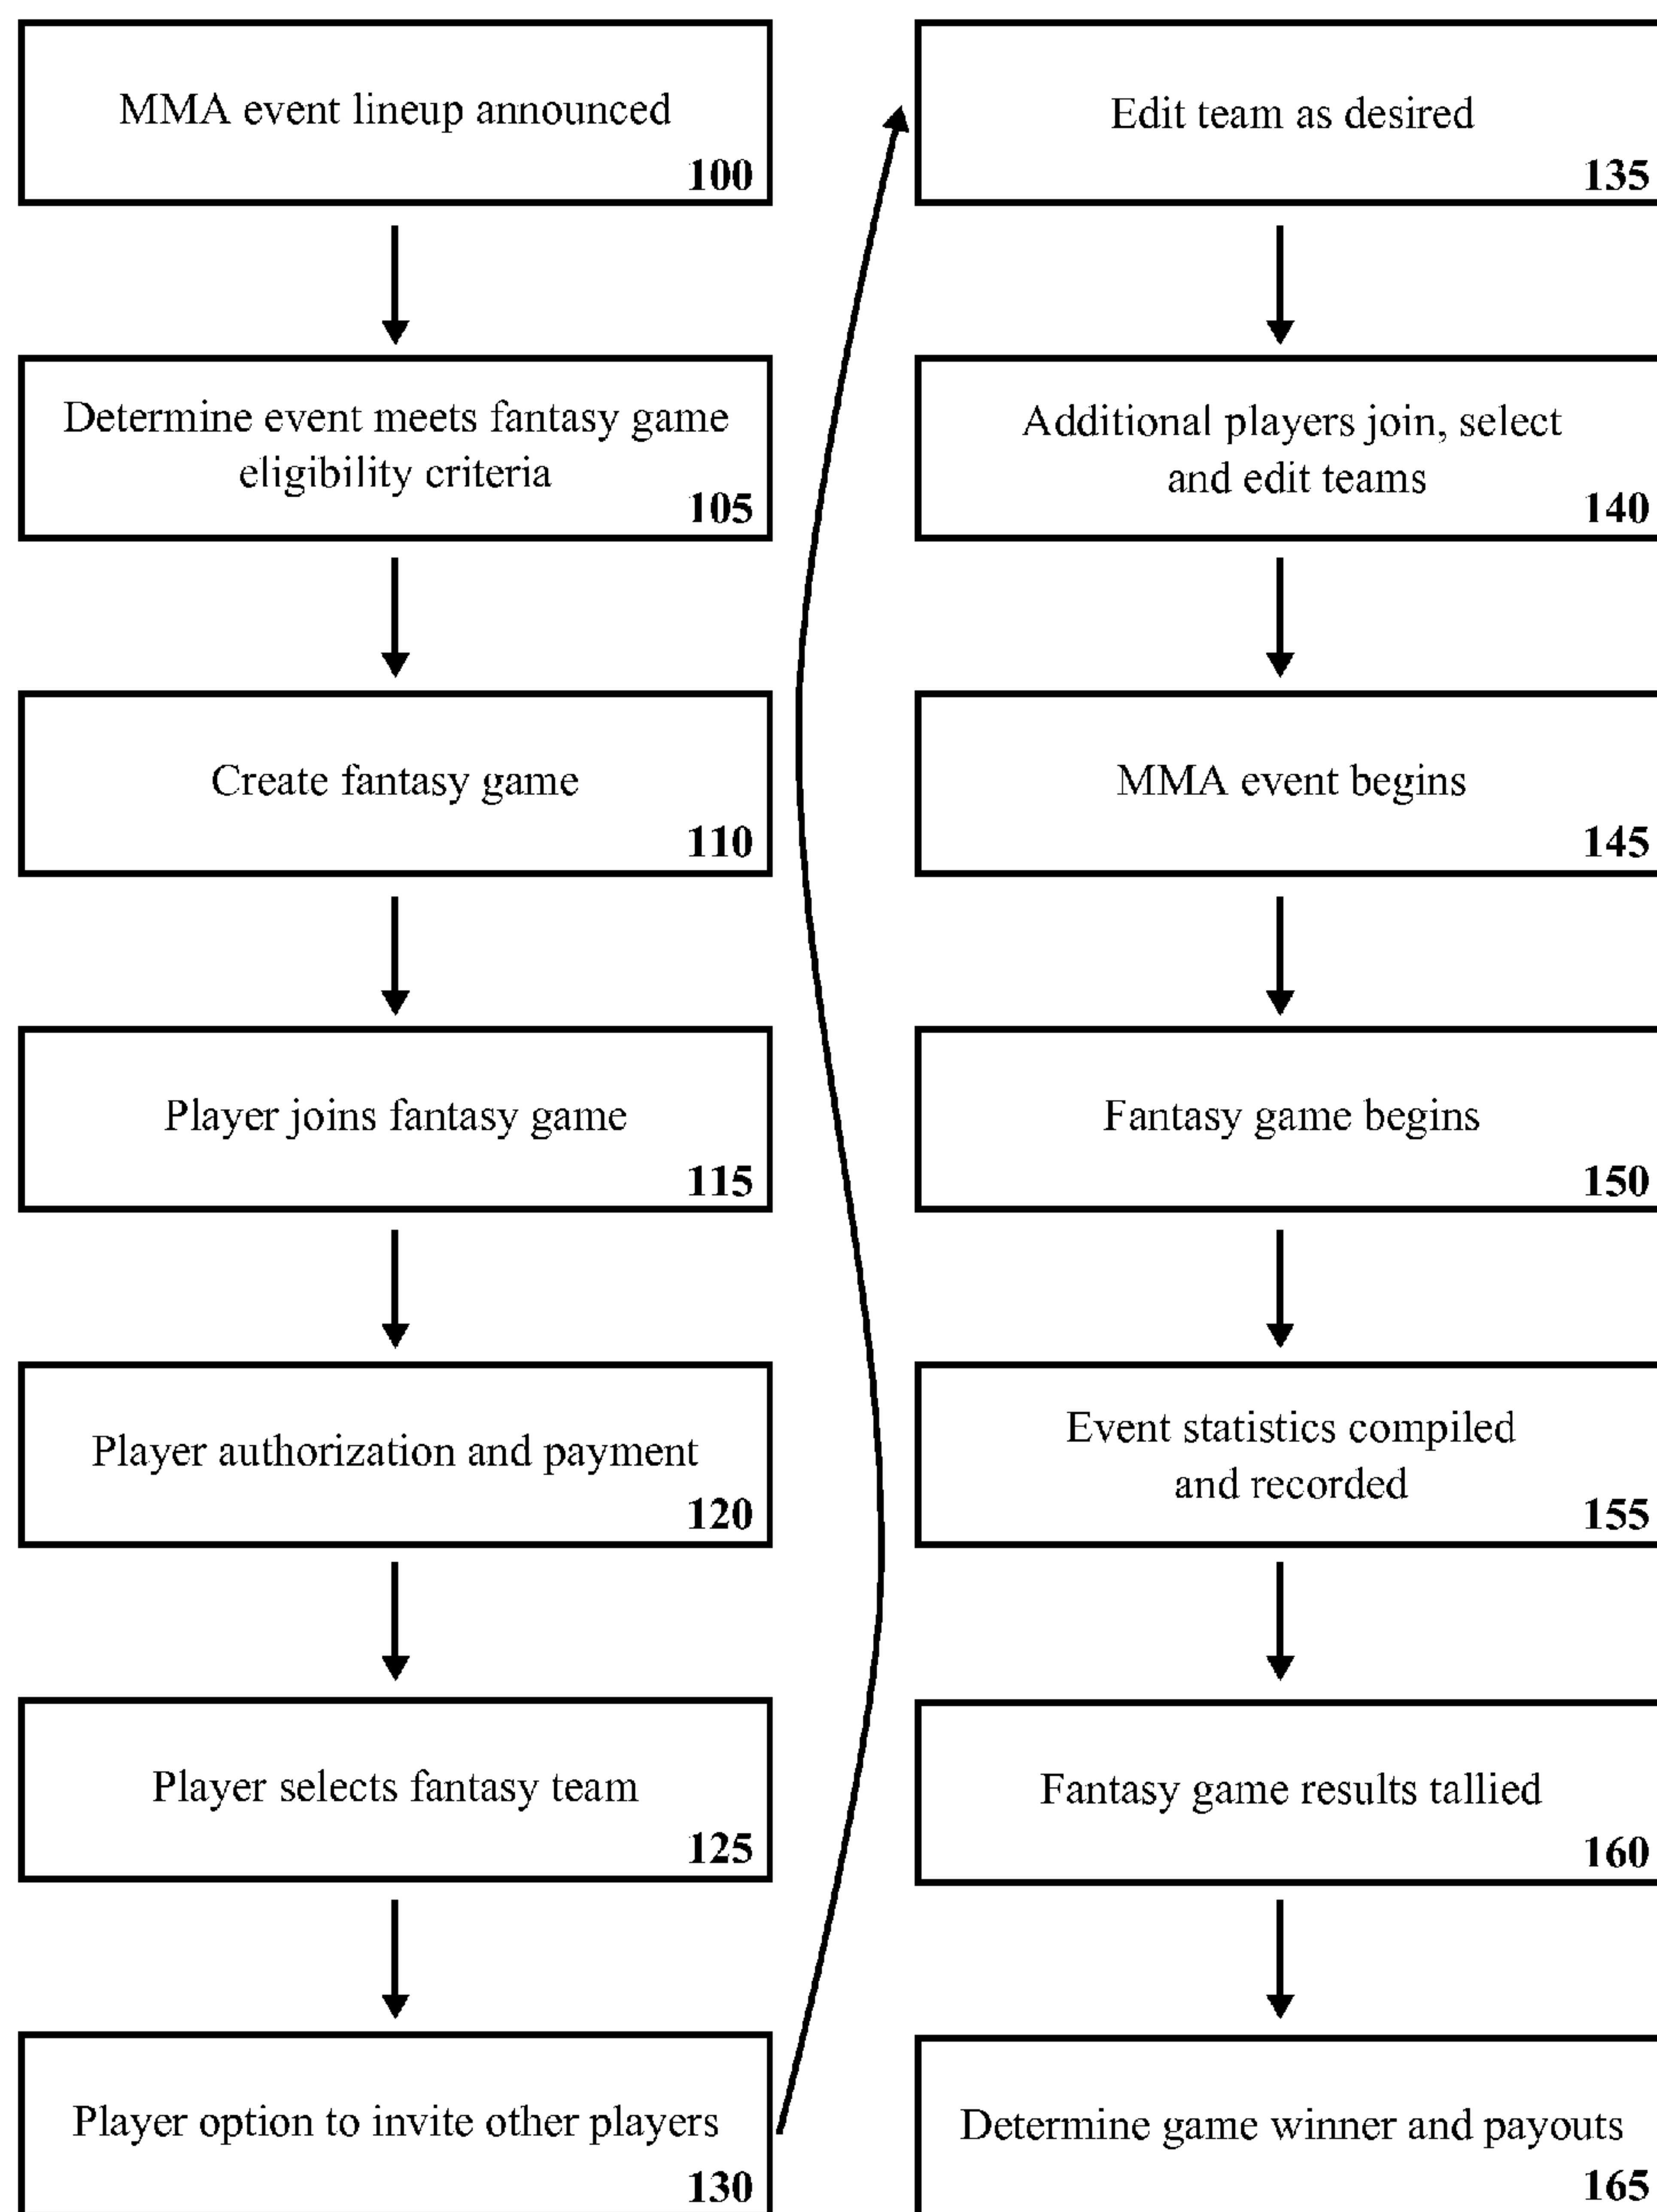 MMA event lineup announced
100
Determine event meets fantasy game
eligibility criteria
105
Create fantasy game
110
Player joins fantasy game
115
Player authorization and payment
120
Player selects fantasy team
125
Player option to invite other players
130
Edit team as desired
135
Additional players join, select
and edit teams
140
MMA event begins
145
Fantasy game begins
150
Event statistics compiled
and recorded
155
Fantasy game results tallied
160
Determine game winner and payouts
165